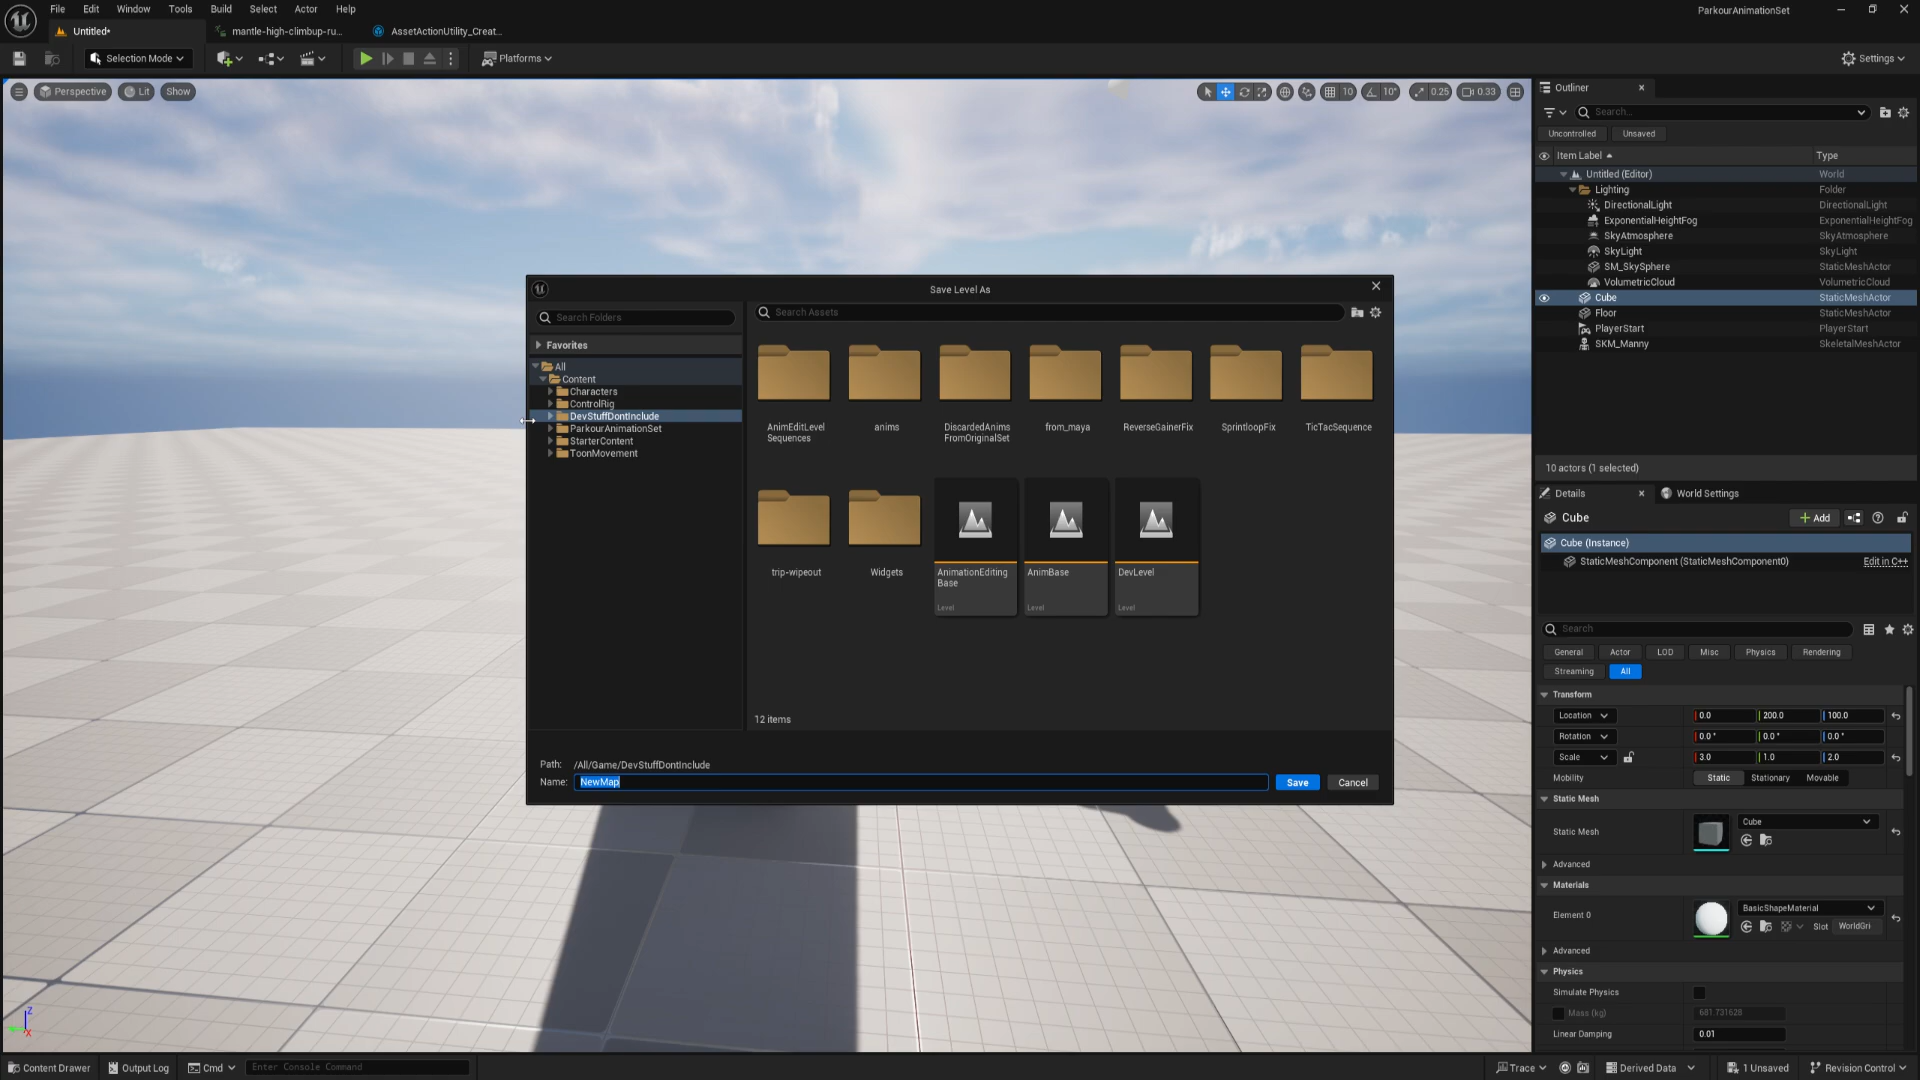 File Edit Window Tools Build Select Actor Help
ParkourAnimationSet
Untitled*
mantle-high-climbup-ru...
AssetActionUtility_Creat...
Selection Mode
Platforms
Settings
Perspective
Lit
Show
10
10°
0.25
0.33
Outliner
Search...
Uncontrolled
Unsaved
Item Label
Type
Untitled (Editor) World
Lighting Folder
DirectionalLight DirectionalLight
ExponentialHeightFog ExponentialHeightFog
SkyAtmosphere SkyAtmosphere
SkyLight SkyLight
SM_SkySphere StaticMeshActor
VolumetricCloud VolumetricCloud
Cube StaticMeshActor
Floor StaticMeshActor
PlayerStart PlayerStart
SKM_Manny SkeletalMeshActor
10 actors (1 selected)
Save Level As
Search Folders
Favorites
All
Content
Characters
ControlRig
DevStuffDontInclude
ParkourAnimationSet
StarterContent
ToonMovement
Search Assets
AnimEditLevel
Sequences
anims
DiscardedAnims
FromOriginalSet
from_maya
ReverseGainerFix
SprintloopFix
TicTacSequence
trip-wipeout
Widgets
AnimationEditing
Base
Level
AnimBase
Level
DevLevel
Level
12 items
Path: /All/Game/DevStuffDontInclude
Name: NewMap
Save
Cancel
Details
World Settings
Cube
Add
Cube (Instance)
StaticMeshComponent (StaticMeshComponent0)
Edit in C++
Search
General
Actor
LOD
Misc
Physics
Rendering
Streaming
All
Transform
Location 0.0 200.0 100.0
Rotation 0.0° 0.0° 0.0°
Scale 3.0 1.0 2.0
Mobility Static Stationary Movable
Static Mesh
Static Mesh
Cube
Advanced
Materials
Element 0
BasicShapeMaterial
Slot WorldGri
Advanced
Physics
Simulate Physics
Mass (kg) 681.731628
Linear Damping 0.01
Z
X
Content Drawer
Output Log
Cmd
Enter Console Command
Trace
Derived Data
1 Unsaved
Revision Control